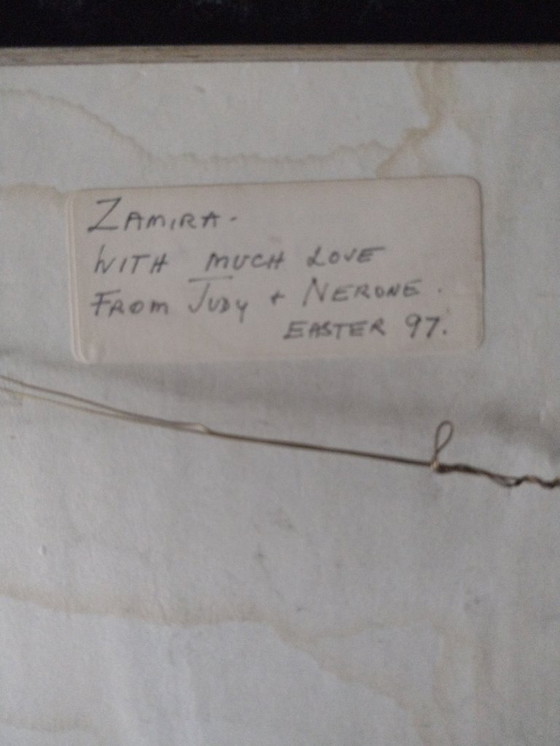 ZAMIRA.
WITH MUCH LOVE
FROM JUDY + NERONE.
EASTER 97.